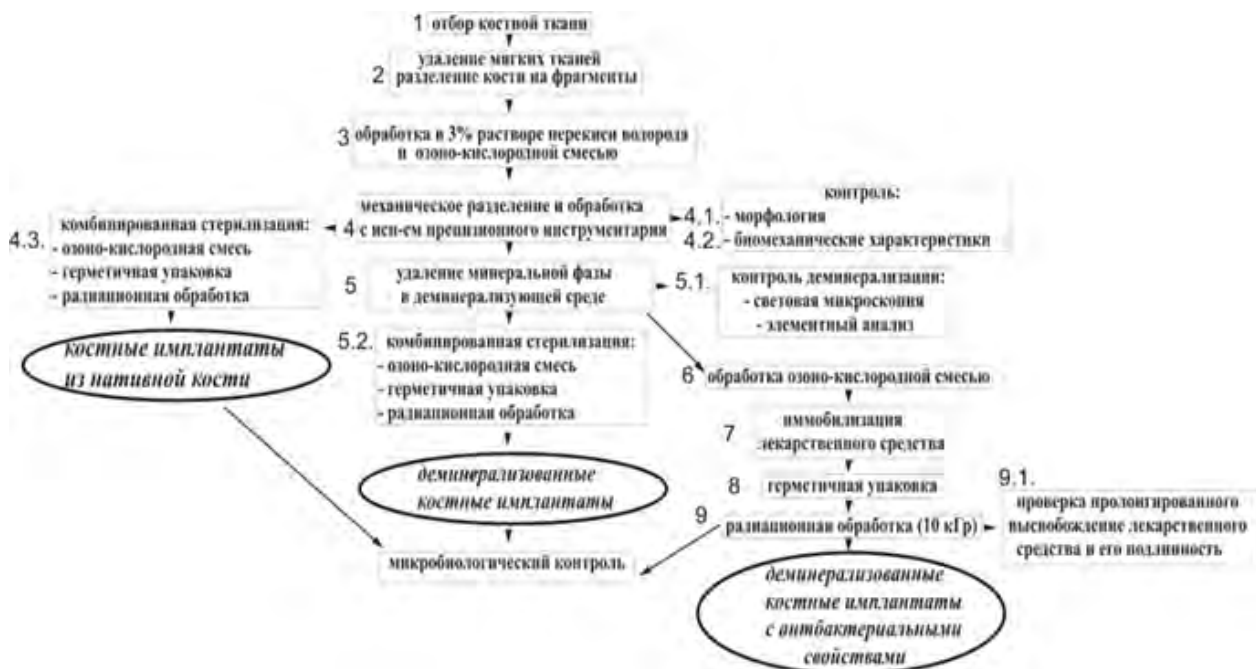 1 отбор костной ткани
удаление мягких тканей
2 разделение кости на фрагменты
3 обработка в 3% растворе перекиси водорода
и озоно-кислородной смесью
4 механическое разделение и обработка
с исп-ем прецизионного инструментария
контроль:
4.1. - морфология
4.2. - биомеханические характеристики
4.3. комбинированная стерилизация:
- озоно-кислородная смесь
- герметичная упаковка
- радиационная обработка
костные имплантаты
из нативной кости
5 удаление минеральной фазы
в деминерализующей среде
5.1. контроль деминерализации:
- световая микроскопия
- элементный анализ
5.2. комбинированная стерилизация:
- озоно-кислородная смесь
- герметичная упаковка
- радиационная обработка
деминерализованные
костные имплантаты
микробиологический контроль
6 обработка озоно-кислородной смесью
7 иммобилизация
лекарственного средства
8 герметичная упаковка
9 радиационная обработка (10 кГр)
9.1.
проверка пролонгированного
высвобождение лекарственного
средства и его подлинность
деминерализованные
костные имплантаты
с антбактериальными
свойствами